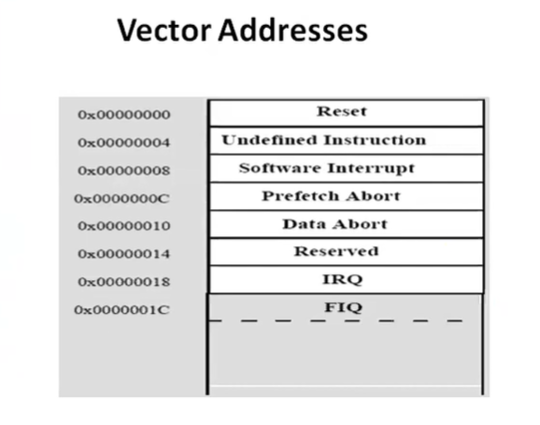 Vector Addresses
0x00000000 Reset
0x00000004 Undefined Instruction
0x00000008 Software Interrupt
0x0000000C Prefetch Abort
0x00000010 Data Abort
0x00000014 Reserved
0x00000018 IRQ
0x0000001C FIQ